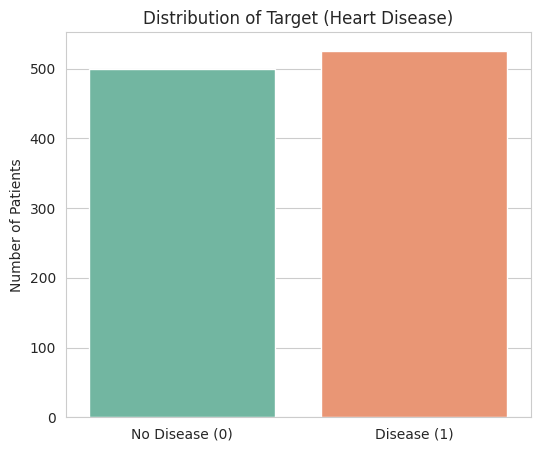 Distribution of Target (Heart Disease)
Number of Patients
500
400
300
200
100
0
No Disease (0)
Disease (1)